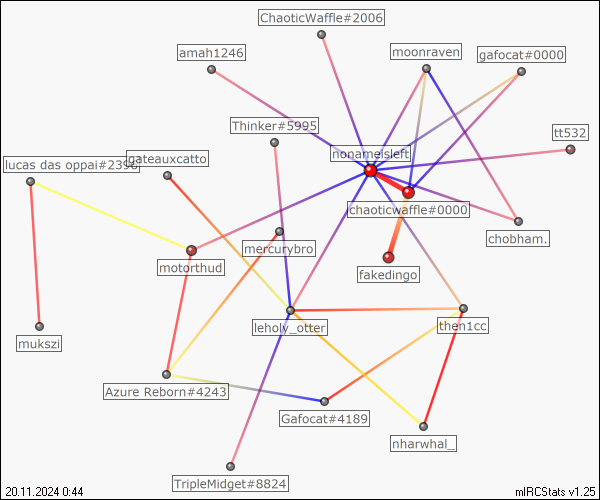 ChaoticWaffle#2006
amah1246
moonraven
gafocat#0000
Thinker#5995
tt532
nonameisleft
gateauxcatto
lucas das oppai#2396
chaoticwaffle#0000
chobham.
mercurybro
motorthud
fakedingo
leholy_otter
then1cc
mukszi
Azure Reborn#4243
Gafocat#4189
nharwhal_
TripleMidget#8824
20.11.2024 0:44
mIRCStats v1.25